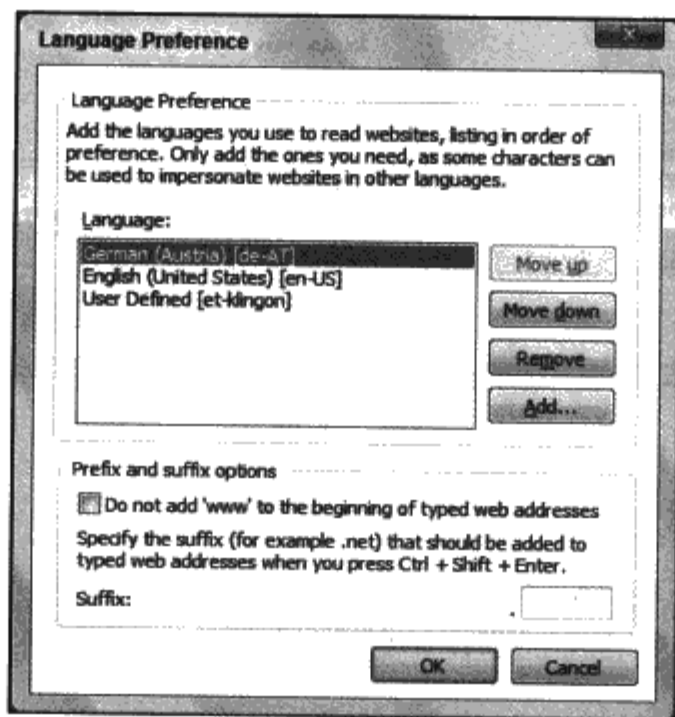 Language Preference
Language Preference
Add the languages you use to read websites, listing in order of
preference. Only add the ones you need, as some characters can
be used to impersonate websites in other languages.
Language:
German (Austria) [de-AT]
English (United States) [en-US]
User Defined [et-klingon]
Move up
Move down
Remove
Add...
Prefix and suffix options
Do not add 'www' to the beginning of typed web addresses
Specify the suffix (for example .net) that should be added to
typed web addresses when you press Ctrl + Shift + Enter.
Suffix:
.
OK
Cancel